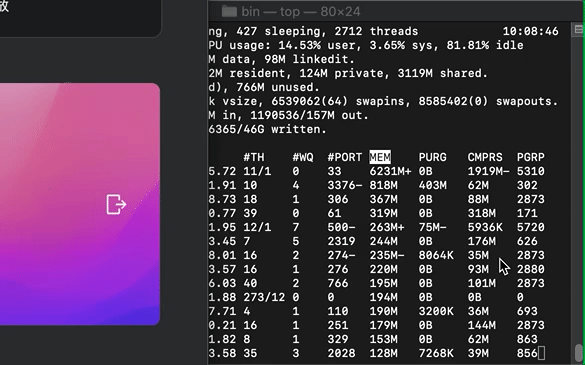 放
bin — top — 80×24
ng, 427 sleeping, 2712 threads 10:08:46
PU usage: 14.53% user, 3.65% sys, 81.81% idle
M data, 98M linkedit.
2M resident, 124M private, 3119M shared.
d), 766M unused.
k vsize, 6539062(64) swapins, 8585402(0) swapouts.
M in, 1190536/157M out.
6365/46G written.
#TH #WQ #PORT MEM PURG CMPRS PGRP
5.72 11/1 0 33 6231M+ 0B 1919M- 5310
1.91 10 4 3376- 818M 403M 62M 302
8.73 18 1 306 367M 0B 88M 2873
0.77 39 0 61 319M 0B 318M 171
1.95 12/1 7 500- 263M+ 75M- 5936K 5720
3.45 7 5 2319 244M 0B 176M 626
8.01 16 2 274- 235M- 8064K 35M 2873
3.57 16 1 276 220M 0B 93M 2880
6.03 40 2 766 195M 0B 101M 2873
1.88 273/12 0 0 194M 0B 0B 0
7.71 4 1 110 190M 3200K 36M 693
0.21 16 1 251 179M 0B 144M 2873
1.82 8 1 329 153M 0B 62M 863
3.58 35 3 2028 128M 7268K 39M 856